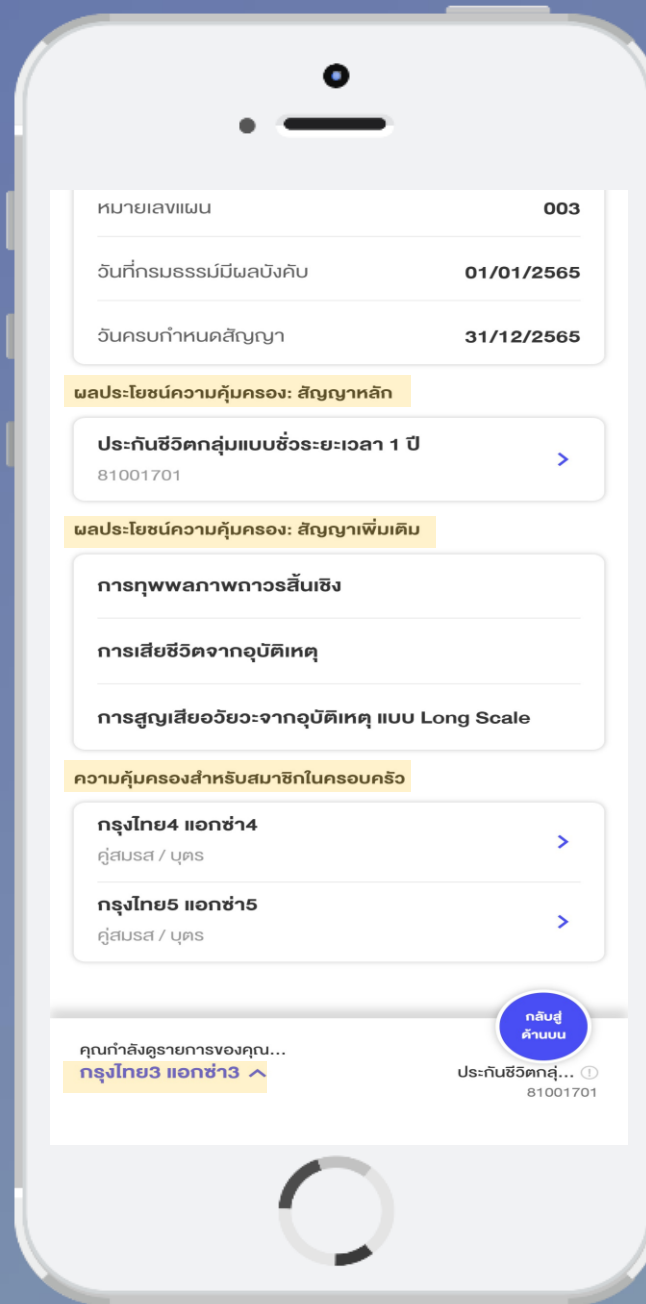 หมายเลขแผน 003
วันที่กรมธรรม์มีผลบังคับ 01/01/2565
วันครบกำหนดสัญญา 31/12/2565
ผลประโยชน์ความคุ้มครอง: สัญญาหลัก
ประกันชีวิตกลุ่มแบบชั่วระยะเวลา 1 ปี
81001701
ผลประโยชน์ความคุ้มครอง: สัญญาเพิ่มเติม
การทุพพลภาพถาวรสิ้นเชิง
การเสียชีวิตจากอุบัติเหตุ
การสูญเสียอวัยวะจากอุบัติเหตุ แบบ Long Scale
ความคุ้มครองสำหรับสมาชิกในครอบครัว
กรุงไทย4 แอกซ่า4
คู่สมรส / บุตร
กรุงไทย5 แอกซ่า5
คู่สมรส / บุตร
กลับสู่
ด้านบน
คุณกำลังดูรายการของคุณ...
กรุงไทย3 แอกซ่า3
ประกันชีวิตกลุ่...
81001701